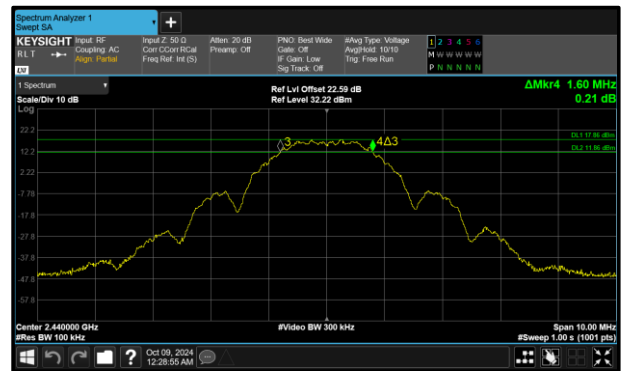 Spectrum Analyzer 1
Swept SA
+
KEYSIGHT Input: RF Input Z: 50 Ω Atten: 20 dB PNO: Best Wide #Avg Type: Voltage 1 2 3 4 5 6
RLT Coupling: AC Corr CCorr RCal Preamp: Off Gate: Off Avg|Hold: 10/10 M W W W W W
Align: Partial Freq Ref: Int (S) IF Gain: Low Trig: Free Run P N N N N N
Sig Track: Off
1 Spectrum
Ref Lvl Offset 22.59 dB ΔMkr4 1.60 MHz
Scale/Div 10 dB Ref Level 32.22 dBm 0.21 dB
Log
22.2
DL1 17.86 dBm
3 4Δ3
12.2 DL2 11.86 dBm
2.22
-7.78
-17.8
-27.8
-37.8
-47.8
-57.8
Center 2.440000 GHz #Video BW 300 kHz Span 10.00 MHz
#Res BW 100 kHz #Sweep 1.00 s (1001 pts)
? Oct 09, 2024
12:28:55 AM